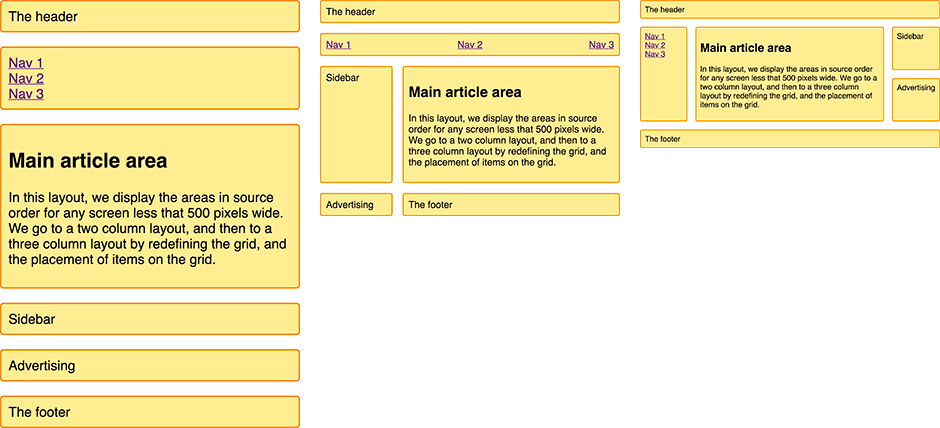 The header
Nav 1
Nav 2
Nav 3
Main article area
In this layout, we display the areas in source
order for any screen less that 500 pixels wide.
We go to a two column layout, and then to a
three column layout by redefining the grid, and
the placement of items on the grid.
Sidebar
Advertising
The footer
The header
Nav 1 Nav 2 Nav 3
Sidebar
Main article area
In this layout, we display the areas in source
order for any screen less that 500 pixels wide.
We go to a two column layout, and then to a
three column layout by redefining the grid, and
the placement of items on the grid.
Advertising
The footer
The header
Nav 1
Nav 2
Nav 3
Main article area
In this layout, we display the areas in source order
for any screen less that 500 pixels wide. We go to a
two column layout, and then to a three column
layout by redefining the grid, and the placement of
items on the grid.
Sidebar
Advertising
The footer